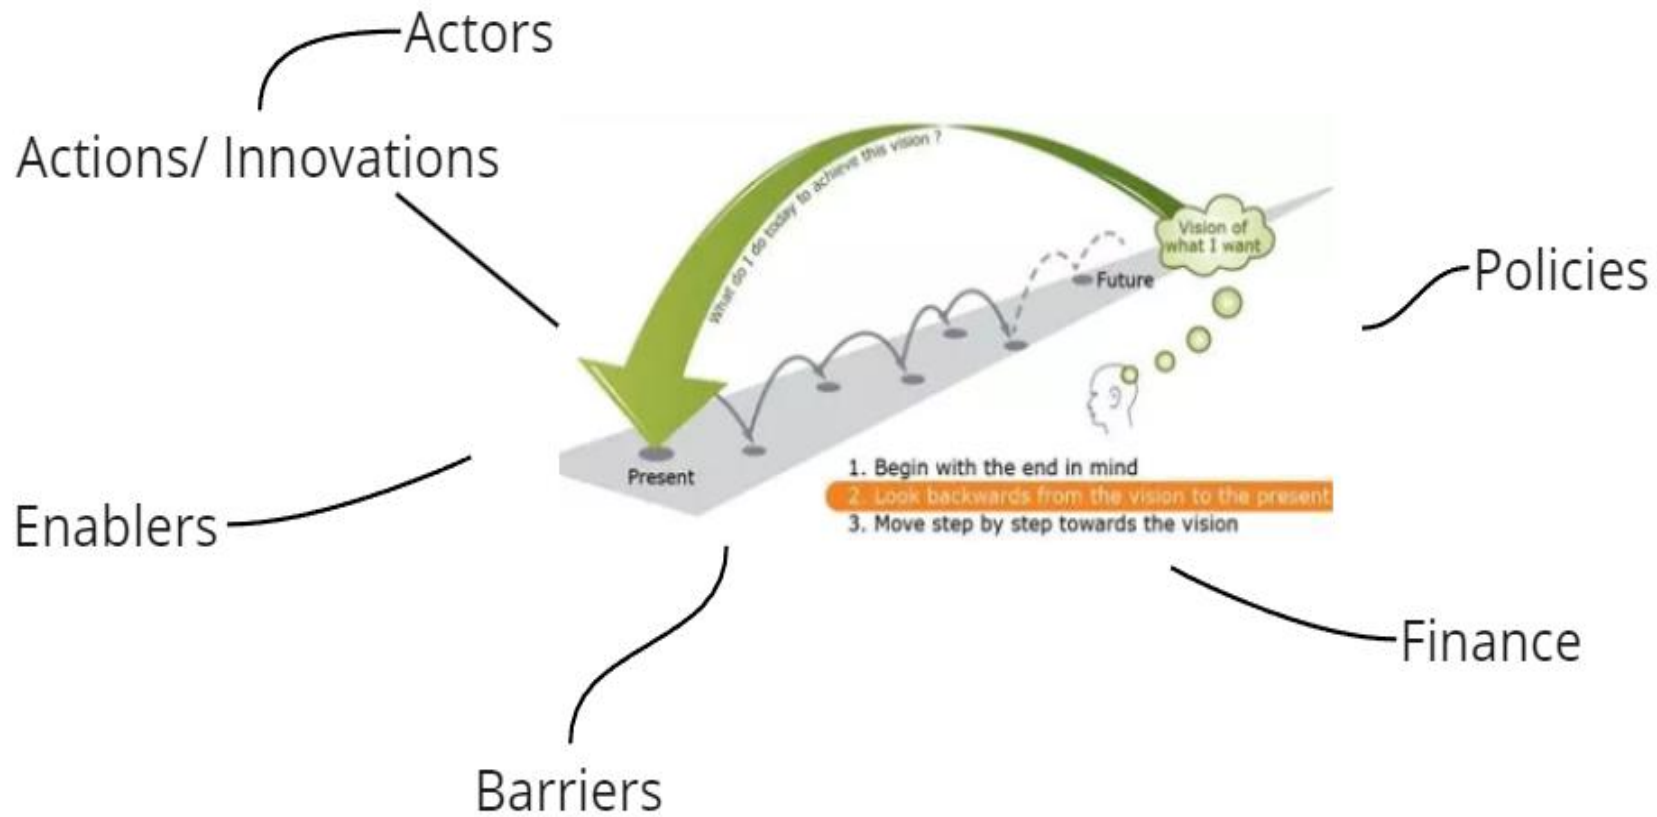 Actors
Actions/ Innovations
What do I do today to achieve this vision ?
Vision of
what I want
Future
Policies
Present
1. Begin with the end in mind
2. Look backwards from the vision to the present
3. Move step by step towards the vision
Enablers
Finance
Barriers